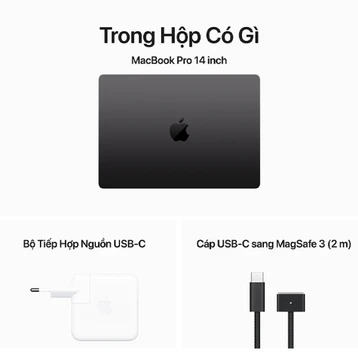 Trong Hộp Có Gì
MacBook Pro 14 inch
Bộ Tiếp Hợp Nguồn USB-C
Cáp USB-C sang MagSafe 3 (2 m)